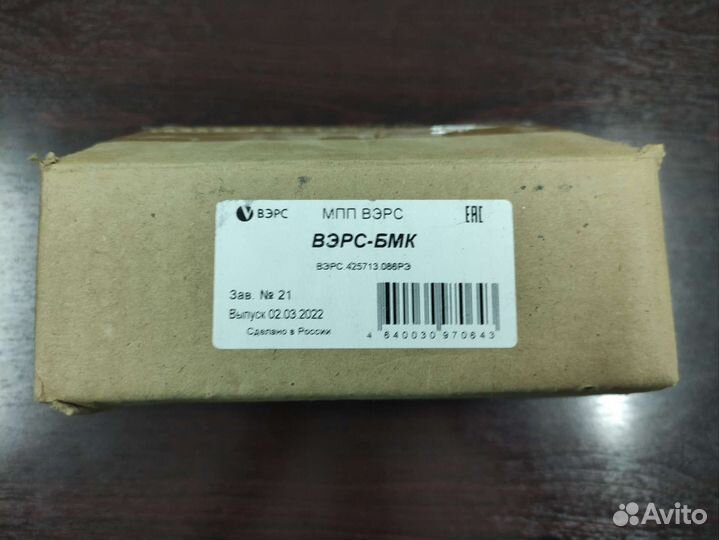 ВЭРС МПП ВЭРС ЕАС
ВЭРС-БМК
ВЭРС.425713.086РЭ
Зав. № 21
Выпуск 02.03.2022
Сделано в России
4 640030 970643
Avito